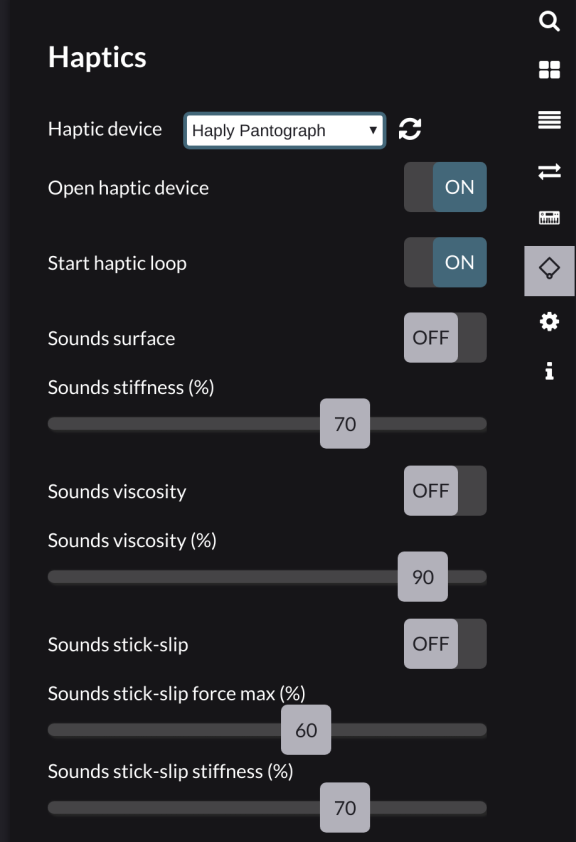 Haptics
Haptic device Haply Pantograph
Open haptic device ON
Start haptic loop ON
Sounds surface OFF
Sounds stiffness (%)
70
Sounds viscosity OFF
Sounds viscosity (%)
90
Sounds stick-slip OFF
Sounds stick-slip force max (%)
60
Sounds stick-slip stiffness (%)
70